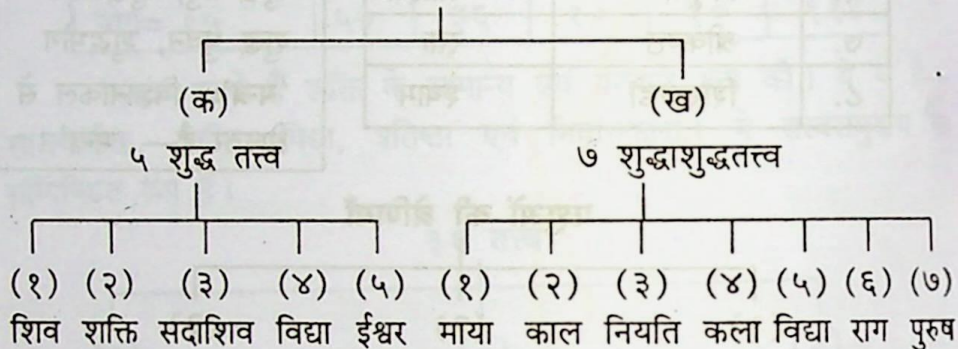 (क) (ख)
५ शुद्ध तत्त्व ७ शुद्धाशुद्धतत्त्व
(१) (२) (३) (४) (५) (१) (२) (३) (४) (५) (६) (७)
शिव शक्ति सदाशिव विद्या ईश्वर माया काल नियति कला विद्या राग पुरुष